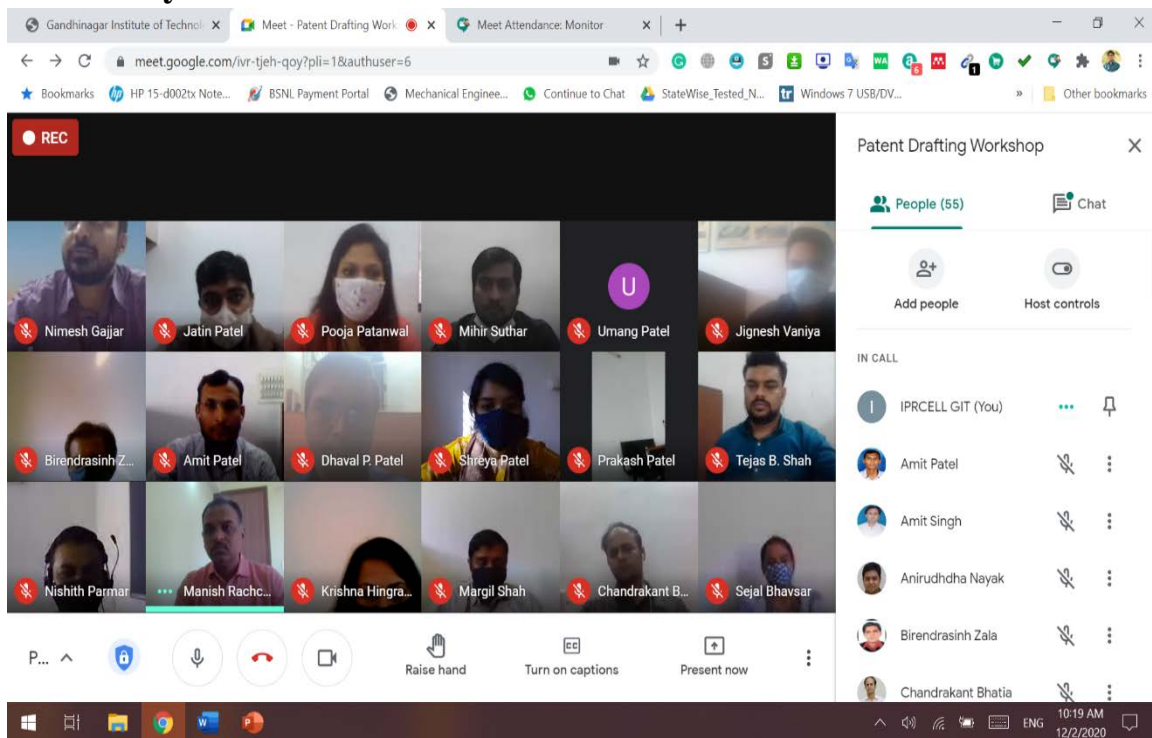 Gandhinagar Institute of Technol
Meet - Patent Drafting Work
Meet Attendance: Monitor
meet.google.com/ivr-tjeh-qoy?pli=1&authuser=6
Bookmarks
HP 15-d002tx Note...
BSNL Payment Portal
Mechanical Enginee...
Continue to Chat
StateWise_Tested_N...
Windows 7 USB/DV...
»
Other bookmarks
REC
Patent Drafting Workshop
People (55)
Chat
Add people
Host controls
U
Nimesh Gajjar
Jatin Patel
Pooja Patanwal
Mihir Suthar
Umang Patel
Jignesh Vaniya
Birendrasinh Z...
Amit Patel
Dhaval P. Patel
Shreya Patel
Prakash Patel
Tejas B. Shah
Nishith Parmar
Manish Rachc...
Krishna Hingra...
Margil Shah
Chandrakant B...
Sejal Bhavsar
IN CALL
I
IPRCELL GIT (You)
Amit Patel
Amit Singh
Anirudhdha Nayak
Birendrasinh Zala
Chandrakant Bhatia
P...
Raise hand
CC
Turn on captions
Present now
ENG
10:19 AM
12/2/2020